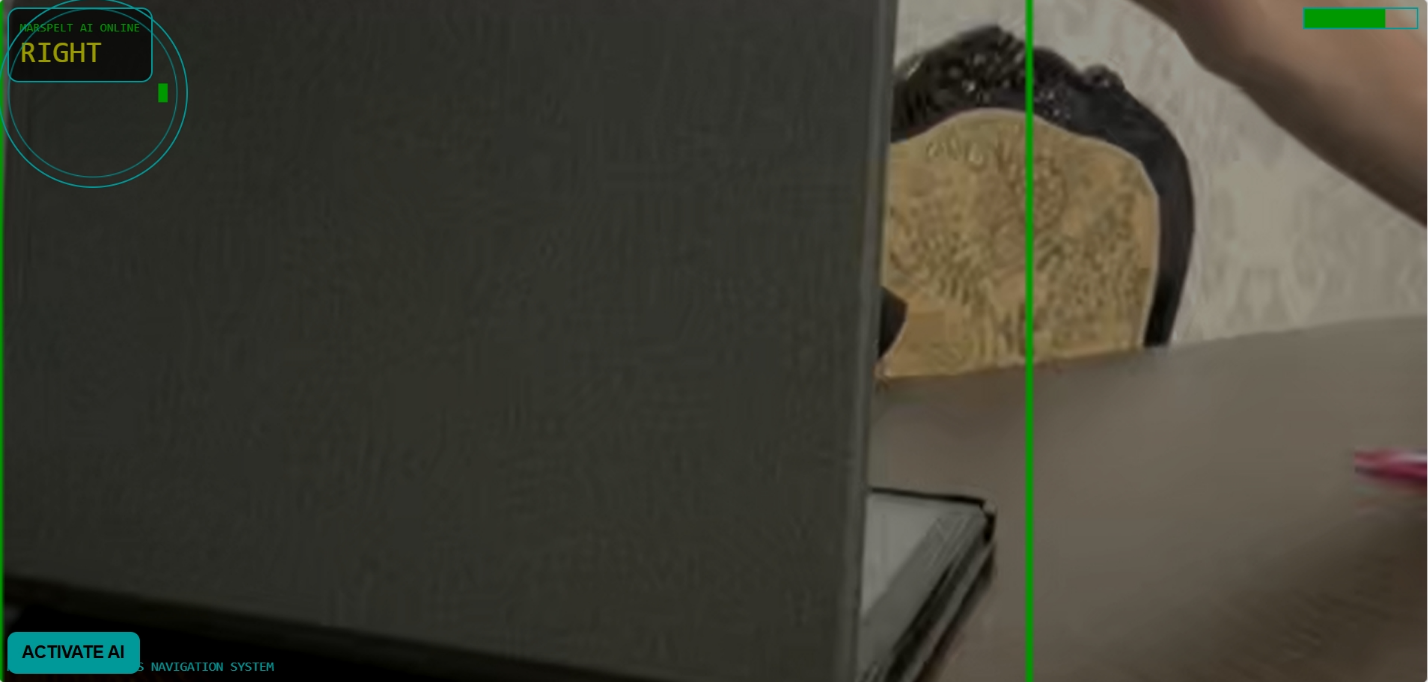 MARSPELT AI ONLINE
RIGHT
ACTIVATE AI
S NAVIGATION SYSTEM